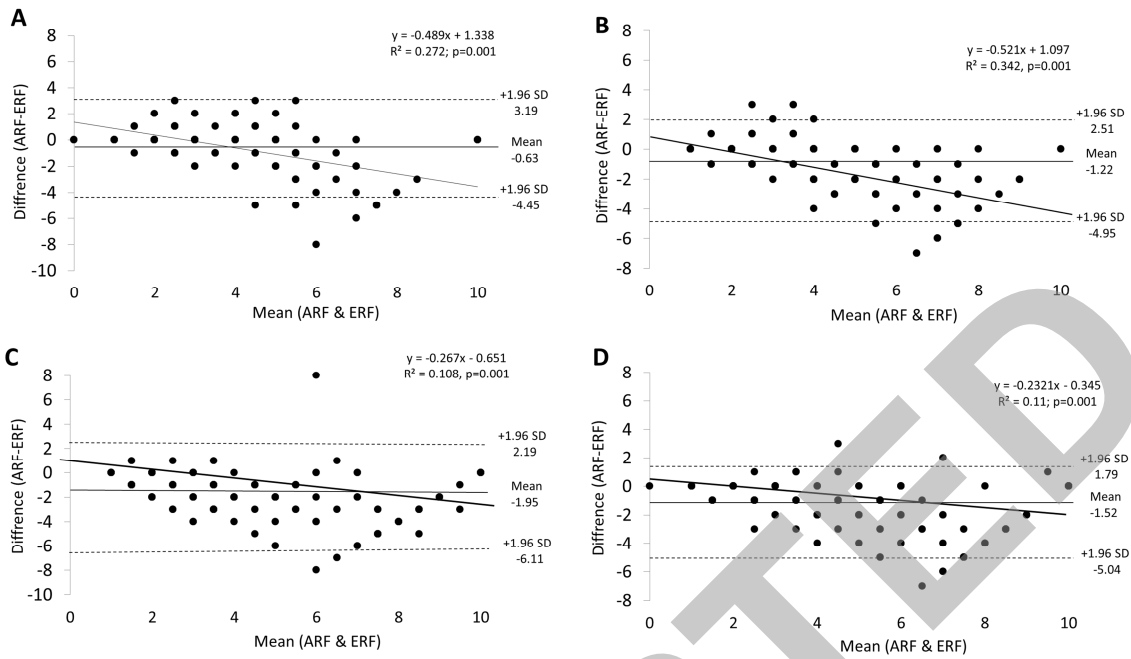 A
y = -0.489x + 1.338
R² = 0.272; p=0.001
Diffrence (ARF-ERF)
8
6
4
2
0
-2
-4
-6
-8
-10
+1.96 SD
3.19
Mean
-0.63
+1.96 SD
-4.45
0 2 4 6 8 10
Mean (ARF & ERF)
B
y = -0.521x + 1.097
R² = 0.342, p=0.001
Diffrence (ARF-ERF)
8
6
4
2
0
-2
-4
-6
-8
+1.96 SD
2.51
Mean
-1.22
+1.96 SD
-4.95
0 2 4 6 8 10
Mean (ARF & ERF)
C
y = -0.267x - 0.651
R² = 0.108, p=0.001
Diffrence (ARF-ERF)
8
6
4
2
0
-2
-4
-6
-8
-10
+1.96 SD
2.19
Mean
-1.95
+1.96 SD
-6.11
0 2 4 6 8 10
Mean (ARF & ERF)
D
y = -0.2321x - 0.345
R² = 0.11; p=0.001
Diffrence (ARF-ERF)
8
6
4
2
0
-2
-4
-6
-8
+1.96 SD
1.79
Mean
-1.52
+1.96 SD
-5.04
0 2 4 6 8 10
Mean (ARF & ERF)
TED